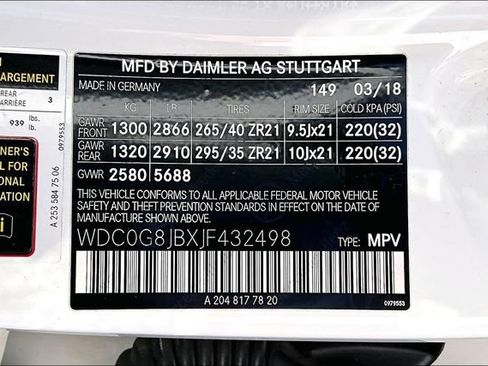 MFD BY DAIMLER AG STUTTGART
MADE IN GERMANY 149 03/18
KG LB TIRES RIM SIZE COLD KPA (PSI)
GAWR FRONT 1300 2866 265/40 ZR21 9.5Jx21 220(32)
GAWR REAR 1320 2910 295/35 ZR21 10Jx21 220(32)
GVWR 2580 5688
THIS VEHICLE CONFORMS TO ALL APPLICABLE FEDERAL MOTOR VEHICLE
SAFETY AND THEFT PREVENTION STANDARDS IN EFFECT ON THE DATE OF
MANUFACTURE SHOWN ABOVE.
WDC0G8JBXJF432498 TYPE: MPV
A 204 817 78 20
0979553
ARGEMENT
REAR
ARRIÈRE 3
939 lbs.
lb.
0979553
NER'S
L FOR
ONAL
ION
A 253 584 75 06